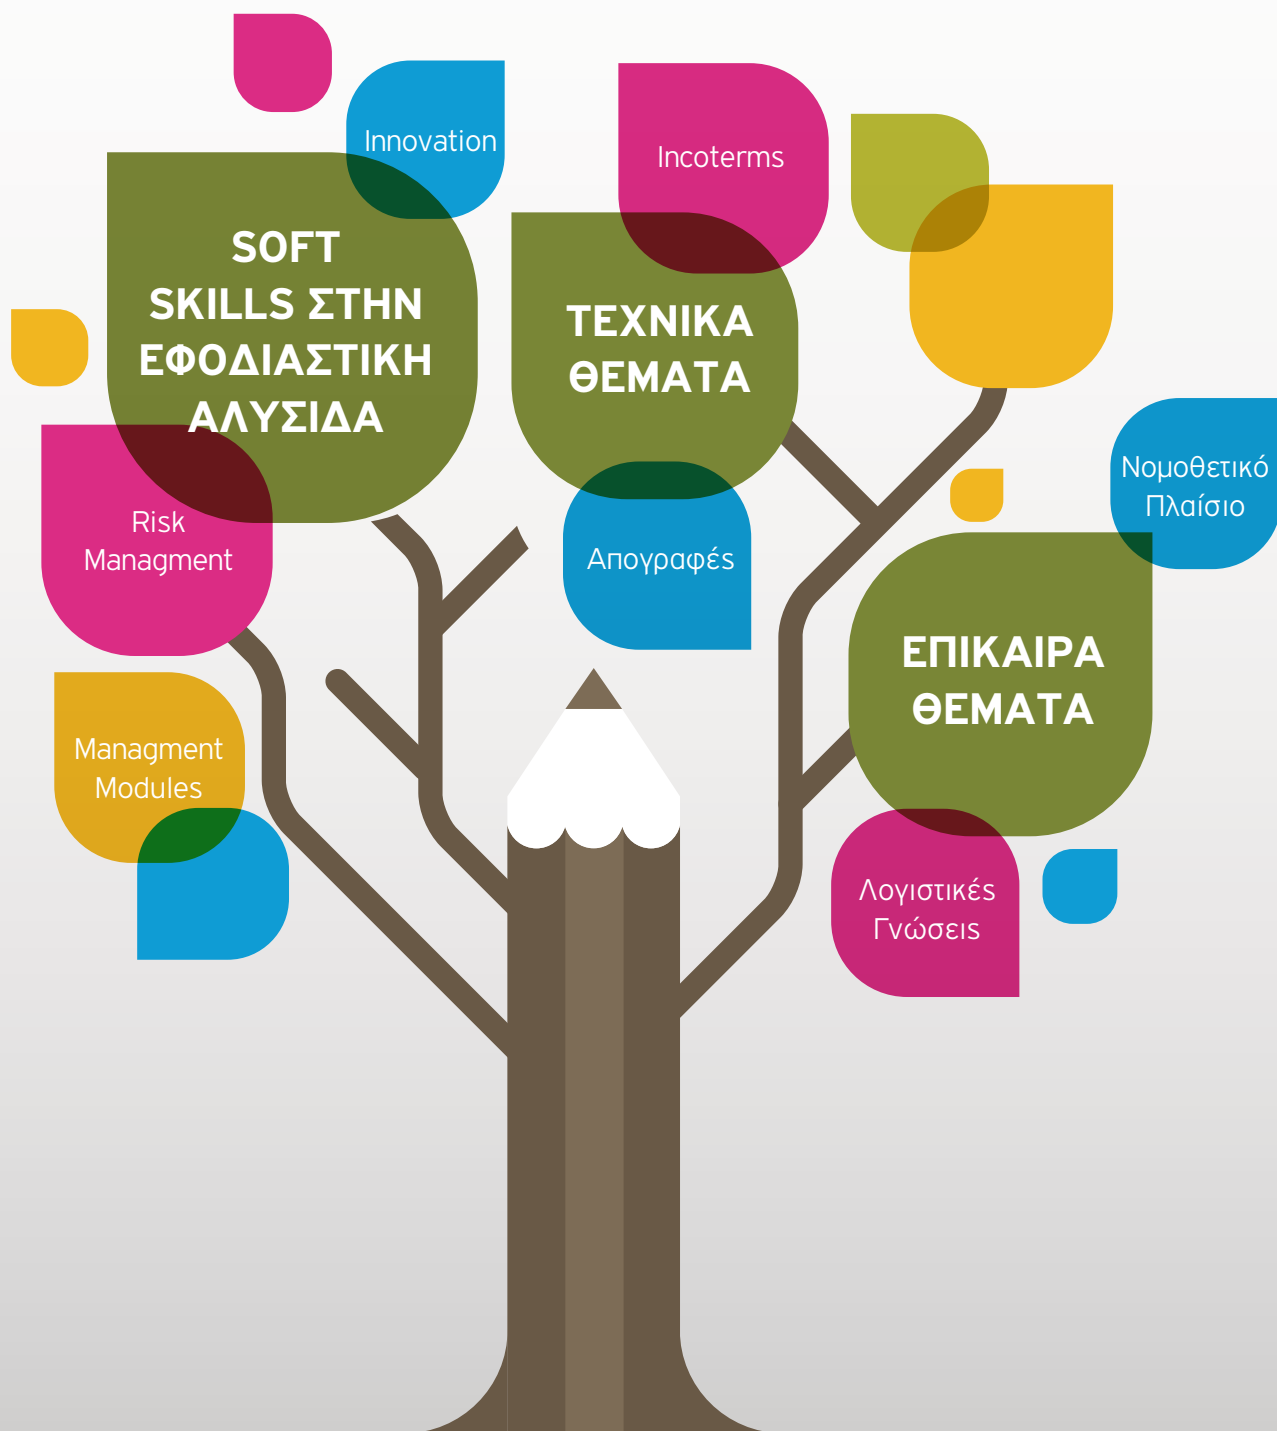 Innovation
SOFT
SKILLS ΣΤΗΝ
ΕΦΟΔΙΑΣΤΙΚΗ
ΑΛΥΣΙΔΑ
Risk
Managment
Managment
Modules
Incoterms
ΤΕΧΝΙΚΑ
ΘΕΜΑΤΑ
Απογραφές
Νομοθετικό
Πλαίσιο
ΕΠΙΚΑΙΡΑ
ΘΕΜΑΤΑ
Λογιστικές
Γνώσεις